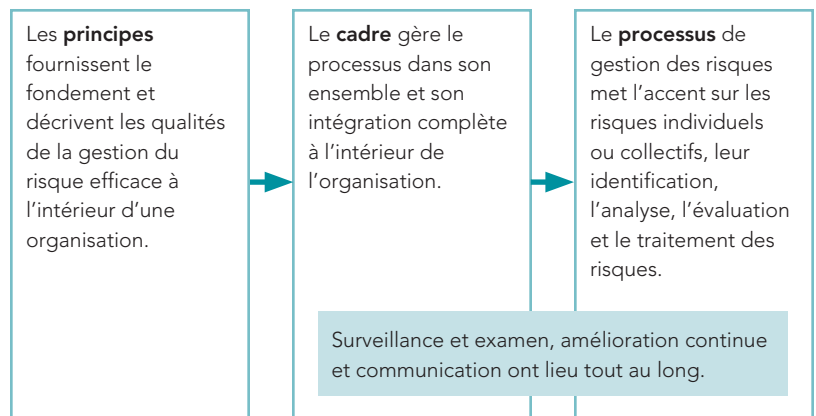 Les principes
fournissent le
fondement et
décrivent les qualités
de la gestion du
risque efficace à
l'intérieur d'une
organisation.
Le cadre gère le
processus dans son
ensemble et son
intégration complète
à l'intérieur de
l'organisation.
Le processus de
gestion des risques
met l'accent sur les
risques individuels
ou collectifs, leur
identification,
l'analyse, l'évaluation
et le traitement des
risques.
Surveillance et examen, amélioration continue
et communication ont lieu tout au long.